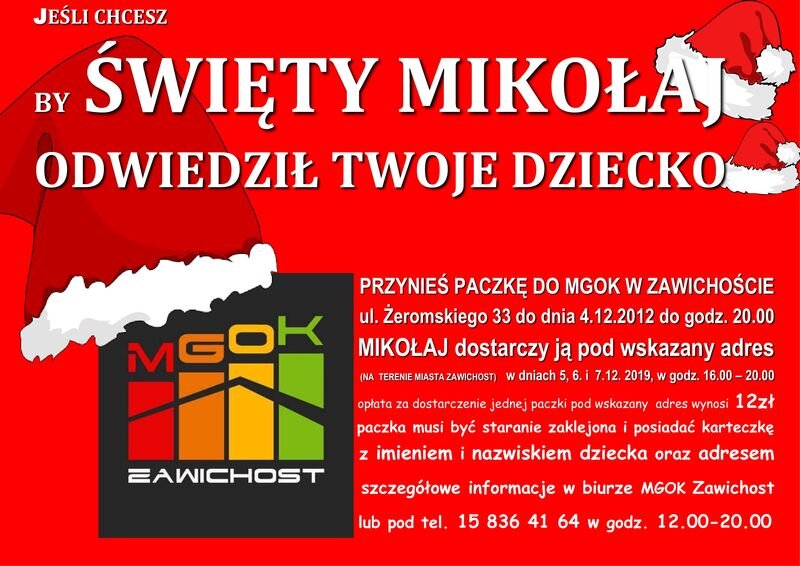 JEŚLI CHCESZ
BY ŚWIĘTY MIKOŁAJ
ODWIEDZIŁ TWOJE DZIECKO
MGOK
ZAWICHOST
PRZYNIEŚ PACZKĘ DO MGOK W ZAWICHOŚCIE
ul. Żeromskiego 33 do dnia 4.12.2012 do godz. 20.00
MIKOŁAJ dostarczy ją pod wskazany adres
(NA TERENIE MIASTA ZAWICHOST) w dniach 5, 6. i 7.12. 2019, w godz. 16.00 – 20.00
opłata za dostarczenie jednej paczki pod wskazany adres wynosi 12zł
paczka musi być staranie zaklejona i posiadać karteczkę
z imieniem i nazwiskiem dziecka oraz adresem
szczegółowe informacje w biurze MGOK Zawichost
lub pod tel. 15 836 41 64 w godz. 12.00-20.00